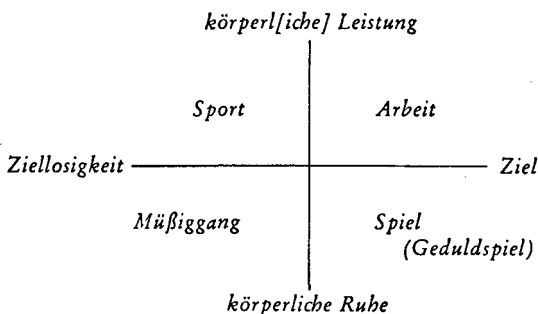 körperl[iche] Leistung
Sport Arbeit
Ziellosigkeit Ziel
Müßiggang Spiel
(Geduldspiel)
körperliche Ruhe